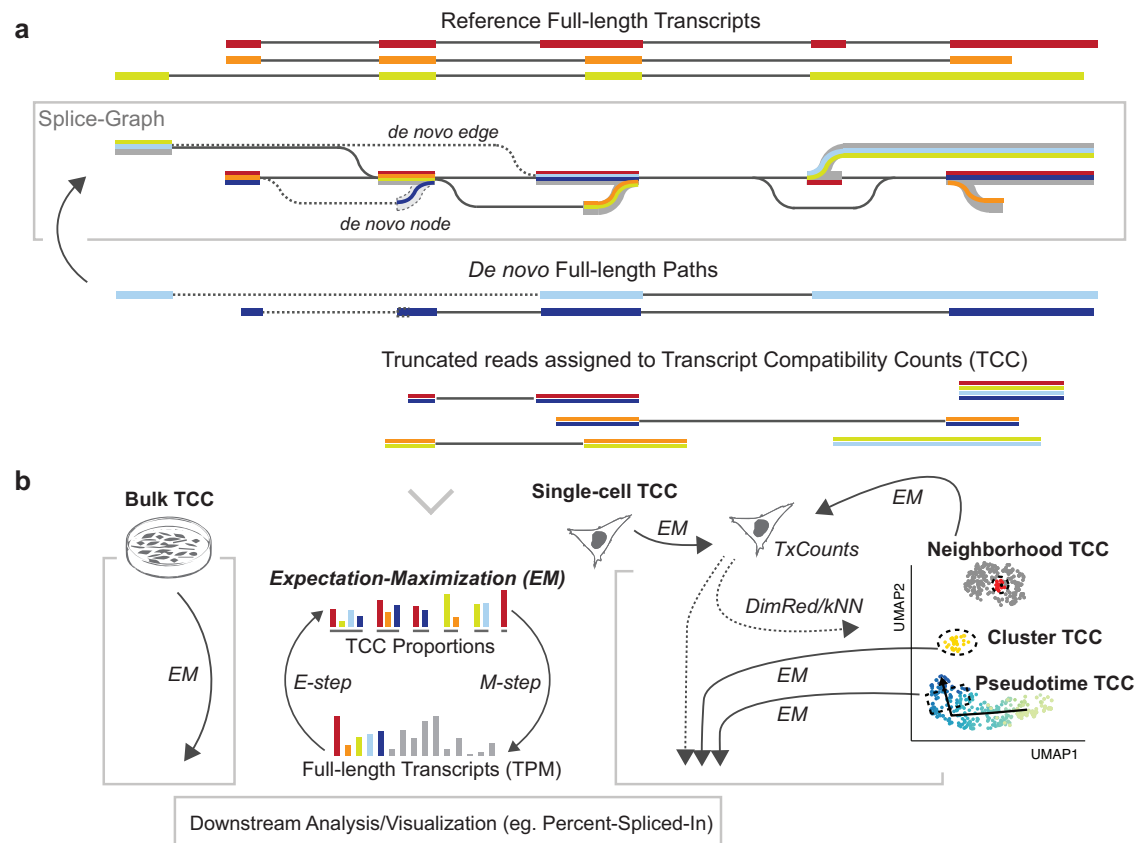 a
Reference Full-length Transcripts
Splice-Graph
de novo edge
de novo node
De novo Full-length Paths
Truncated reads assigned to Transcript Compatibility Counts (TCC)
b
Bulk TCC
EM
Expectation-Maximization (EM)
TCC Proportions
E-step
M-step
Full-length Transcripts (TPM)
Single-cell TCC
EM
TxCounts
EM
Neighborhood TCC
DimRed/kNN
UMAP2
Cluster TCC
EM
Pseudotime TCC
EM
UMAP1
Downstream Analysis/Visualization (eg. Percent-Spliced-In)